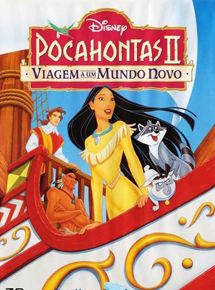 Disney
POCAHONTAS II
VIAGEM A UM MUNDO NOVO